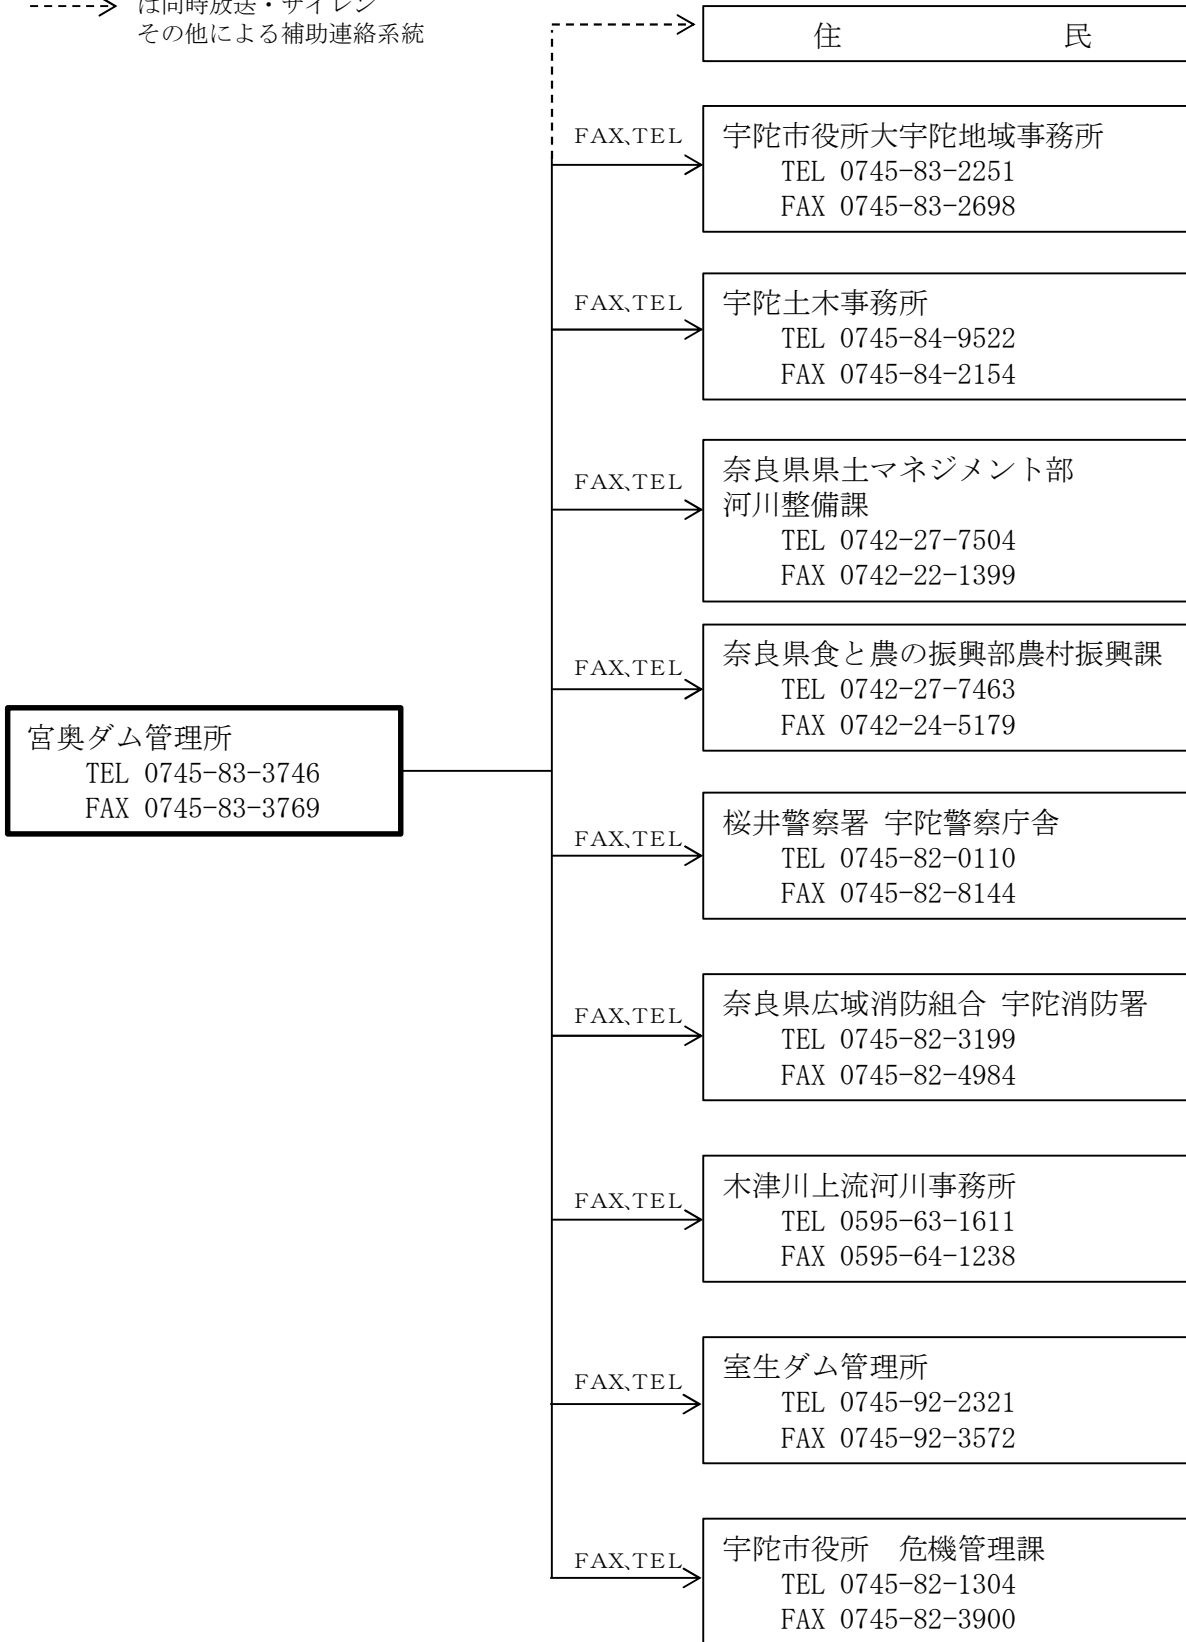 は同時放送・サイレン
その他による補助連絡系統
住 民
FAX,TEL
宇陀市役所大宇陀地域事務所
TEL 0745-83-2251
FAX 0745-83-2698
FAX,TEL
宇陀土木事務所
TEL 0745-84-9522
FAX 0745-84-2154
FAX,TEL
奈良県県土マネジメント部
河川整備課
TEL 0742-27-7504
FAX 0742-22-1399
FAX,TEL
奈良県食と農の振興部農村振興課
TEL 0742-27-7463
FAX 0742-24-5179
宮奥ダム管理所
TEL 0745-83-3746
FAX 0745-83-3769
FAX,TEL
桜井警察署 宇陀警察庁舎
TEL 0745-82-0110
FAX 0745-82-8144
FAX,TEL
奈良県広域消防組合 宇陀消防署
TEL 0745-82-3199
FAX 0745-82-4984
FAX,TEL
木津川上流河川事務所
TEL 0595-63-1611
FAX 0595-64-1238
FAX,TEL
室生ダム管理所
TEL 0745-92-2321
FAX 0745-92-3572
FAX,TEL
宇陀市役所 危機管理課
TEL 0745-82-1304
FAX 0745-82-3900